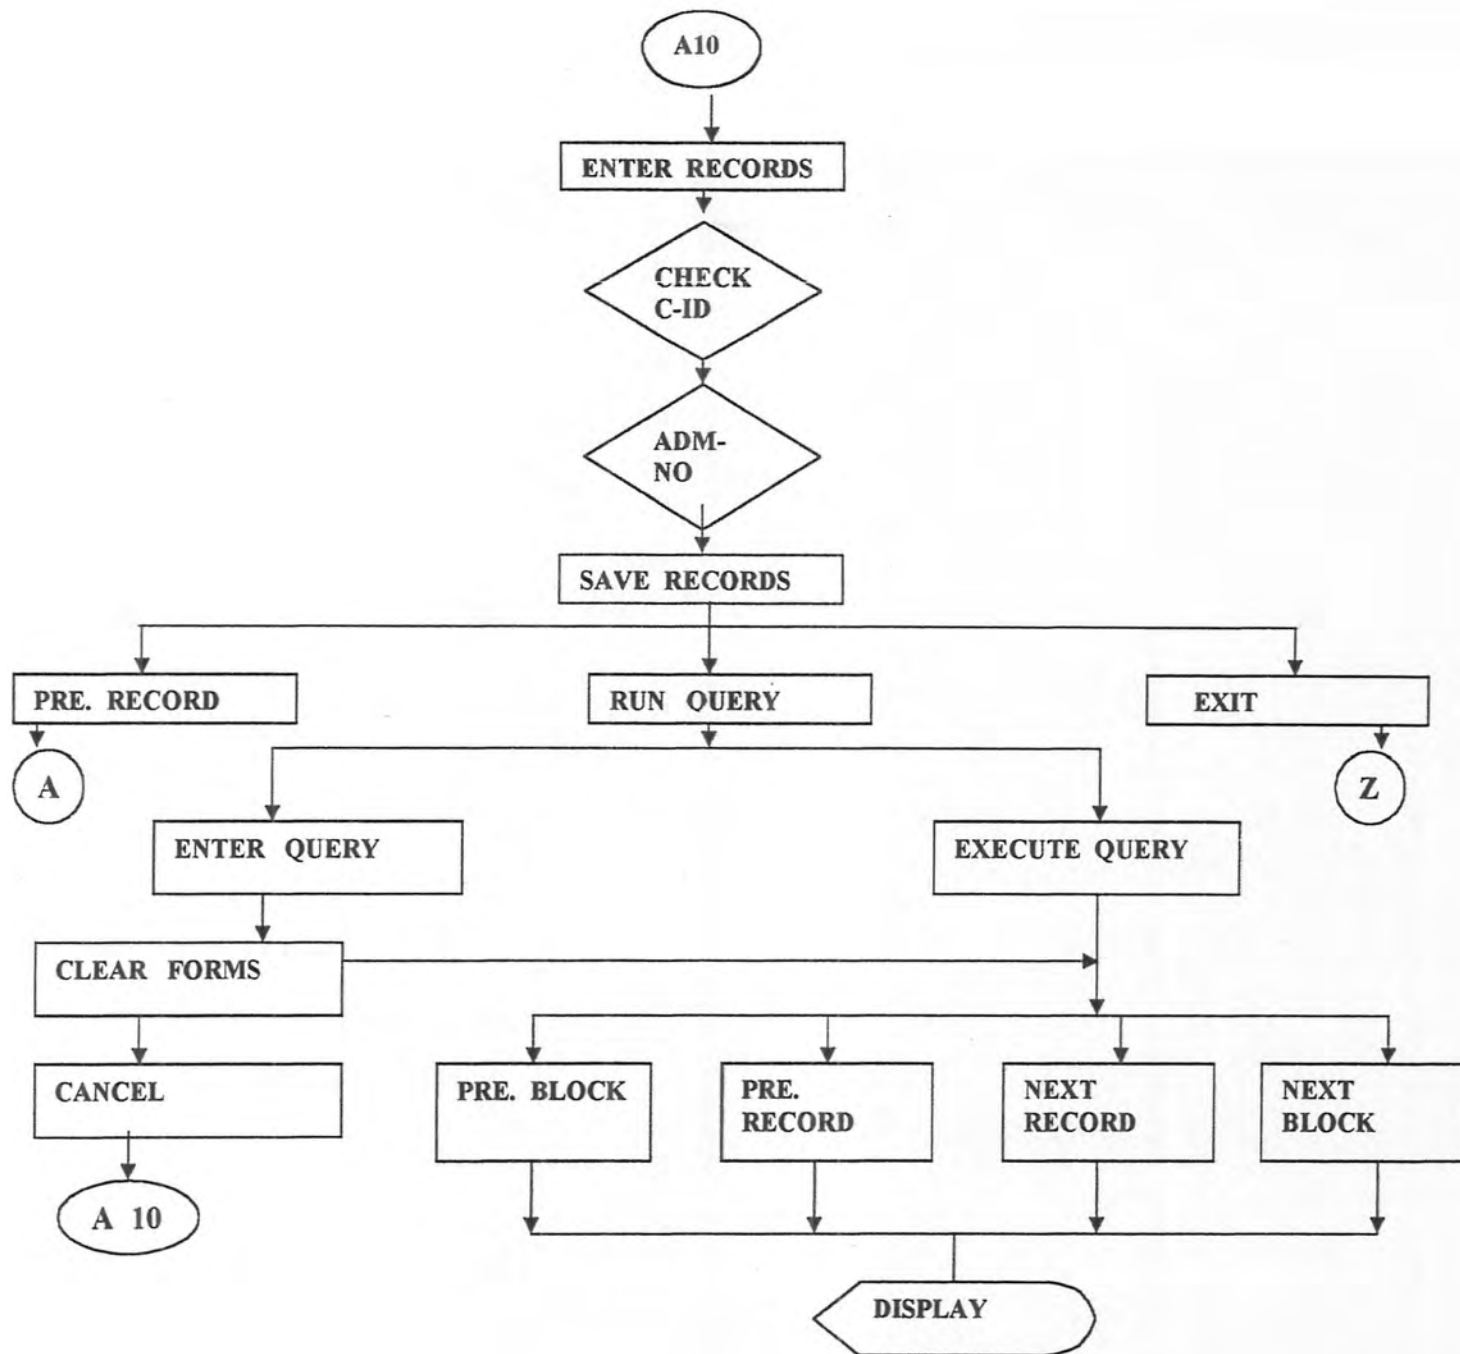 A10
ENTER RECORDS
CHECK
C-ID
ADM-
NO
SAVE RECORDS
PRE. RECORD
RUN QUERY
EXIT
A
Z
ENTER QUERY
EXECUTE QUERY
CLEAR FORMS
CANCEL
PRE. BLOCK
PRE.
RECORD
NEXT
RECORD
NEXT
BLOCK
A 10
DISPLAY